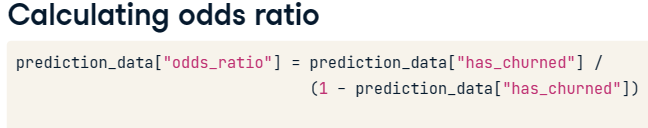 Calculating odds ratio
prediction_data["odds_ratio"] = prediction_data["has_churned"] /
(1 - prediction_data["has_churned"])